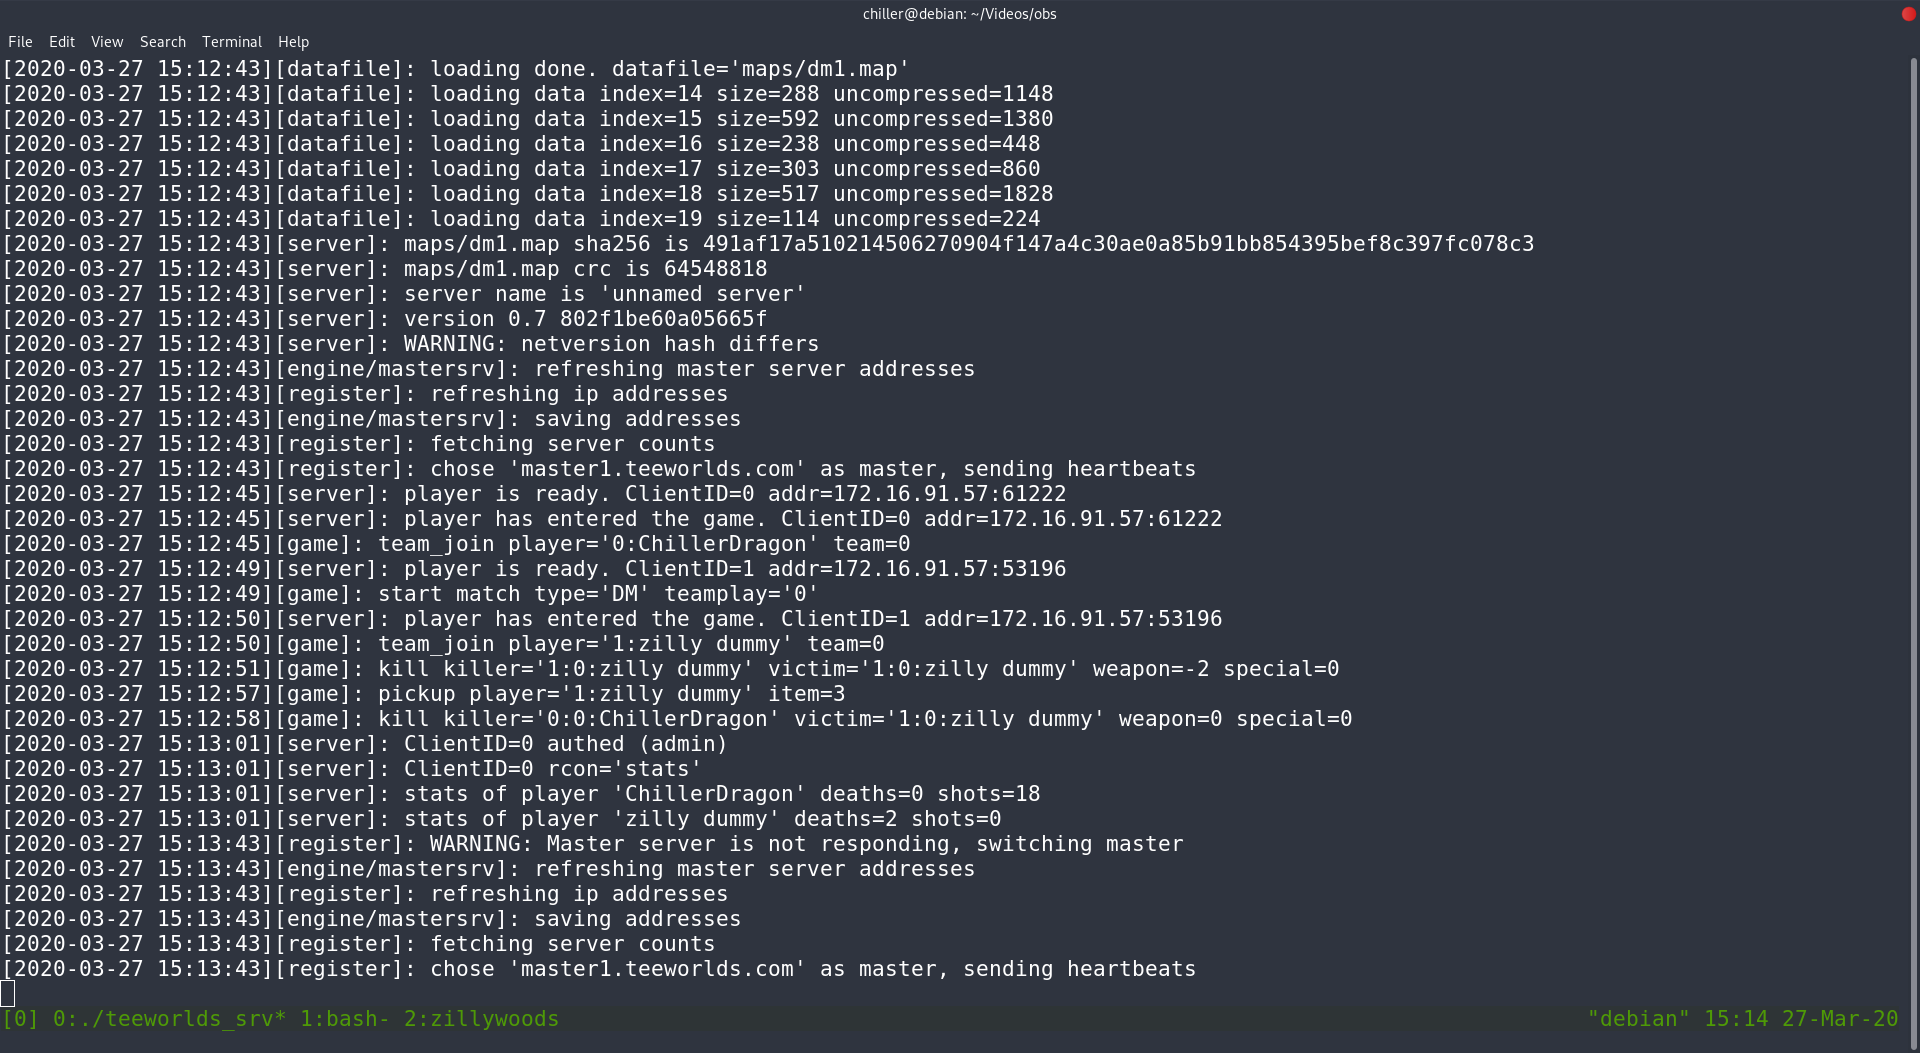 chiller@debian: ~/Videos/obs
File Edit View Search Terminal Help
[2020-03-27 15:12:43][datafile]: loading done. datafile='maps/dm1.map'
[2020-03-27 15:12:43][datafile]: loading data index=14 size=288 uncompressed=1148
[2020-03-27 15:12:43][datafile]: loading data index=15 size=592 uncompressed=1380
[2020-03-27 15:12:43][datafile]: loading data index=16 size=238 uncompressed=448
[2020-03-27 15:12:43][datafile]: loading data index=17 size=303 uncompressed=860
[2020-03-27 15:12:43][datafile]: loading data index=18 size=517 uncompressed=1828
[2020-03-27 15:12:43][datafile]: loading data index=19 size=114 uncompressed=224
[2020-03-27 15:12:43][server]: maps/dm1.map sha256 is 491af17a510214506270904f147a4c30ae0a85b91bb854395bef8c397fc078c3
[2020-03-27 15:12:43][server]: maps/dm1.map crc is 64548818
[2020-03-27 15:12:43][server]: server name is 'unnamed server'
[2020-03-27 15:12:43][server]: version 0.7 802f1be60a05665f
[2020-03-27 15:12:43][server]: WARNING: netversion hash differs
[2020-03-27 15:12:43][engine/mastersrv]: refreshing master server addresses
[2020-03-27 15:12:43][register]: refreshing ip addresses
[2020-03-27 15:12:43][engine/mastersrv]: saving addresses
[2020-03-27 15:12:43][register]: fetching server counts
[2020-03-27 15:12:43][register]: chose 'master1.teeworlds.com' as master, sending heartbeats
[2020-03-27 15:12:45][server]: player is ready. ClientID=0 addr=172.16.91.57:61222
[2020-03-27 15:12:45][server]: player has entered the game. ClientID=0 addr=172.16.91.57:61222
[2020-03-27 15:12:45][game]: team_join player='0:ChillerDragon' team=0
[2020-03-27 15:12:49][server]: player is ready. ClientID=1 addr=172.16.91.57:53196
[2020-03-27 15:12:49][game]: start match type='DM' teamplay='0'
[2020-03-27 15:12:50][server]: player has entered the game. ClientID=1 addr=172.16.91.57:53196
[2020-03-27 15:12:50][game]: team_join player='1:zilly dummy' team=0
[2020-03-27 15:12:51][game]: kill killer='1:0:zilly dummy' victim='1:0:zilly dummy' weapon=-2 special=0
[2020-03-27 15:12:57][game]: pickup player='1:zilly dummy' item=3
[2020-03-27 15:12:58][game]: kill killer='0:0:ChillerDragon' victim='1:0:zilly dummy' weapon=0 special=0
[2020-03-27 15:13:01][server]: ClientID=0 authed (admin)
[2020-03-27 15:13:01][server]: ClientID=0 rcon='stats'
[2020-03-27 15:13:01][server]: stats of player 'ChillerDragon' deaths=0 shots=18
[2020-03-27 15:13:01][server]: stats of player 'zilly dummy' deaths=2 shots=0
[2020-03-27 15:13:43][register]: WARNING: Master server is not responding, switching master
[2020-03-27 15:13:43][engine/mastersrv]: refreshing master server addresses
[2020-03-27 15:13:43][register]: refreshing ip addresses
[2020-03-27 15:13:43][engine/mastersrv]: saving addresses
[2020-03-27 15:13:43][register]: fetching server counts
[2020-03-27 15:13:43][register]: chose 'master1.teeworlds.com' as master, sending heartbeats
[0] 0:./teeworlds_srv* 1:bash- 2:zillywoods "debian" 15:14 27-Mar-20